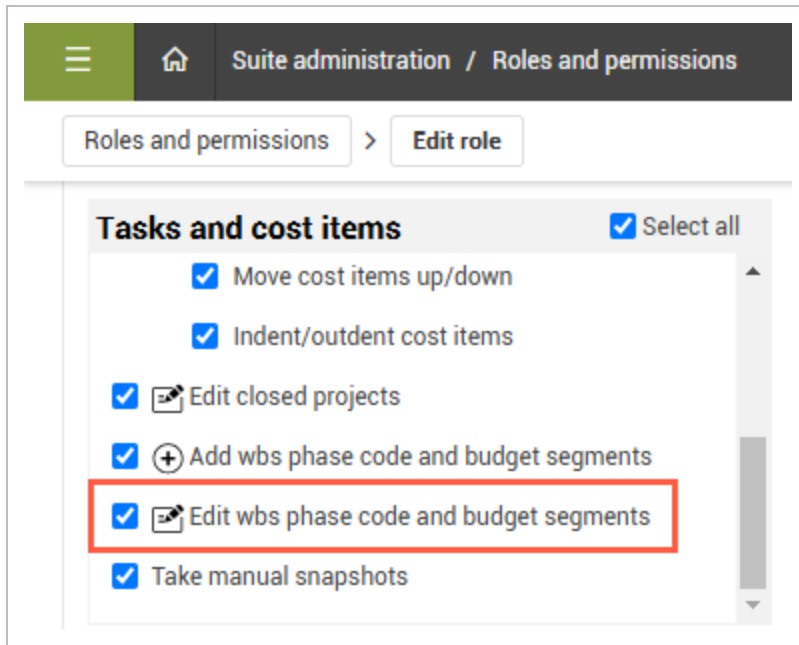 Suite administration / Roles and permissions
Roles and permissions > Edit role
Tasks and cost items Select all
Move cost items up/down
Indent/outdent cost items
Edit closed projects
Add wbs phase code and budget segments
Edit wbs phase code and budget segments
Take manual snapshots